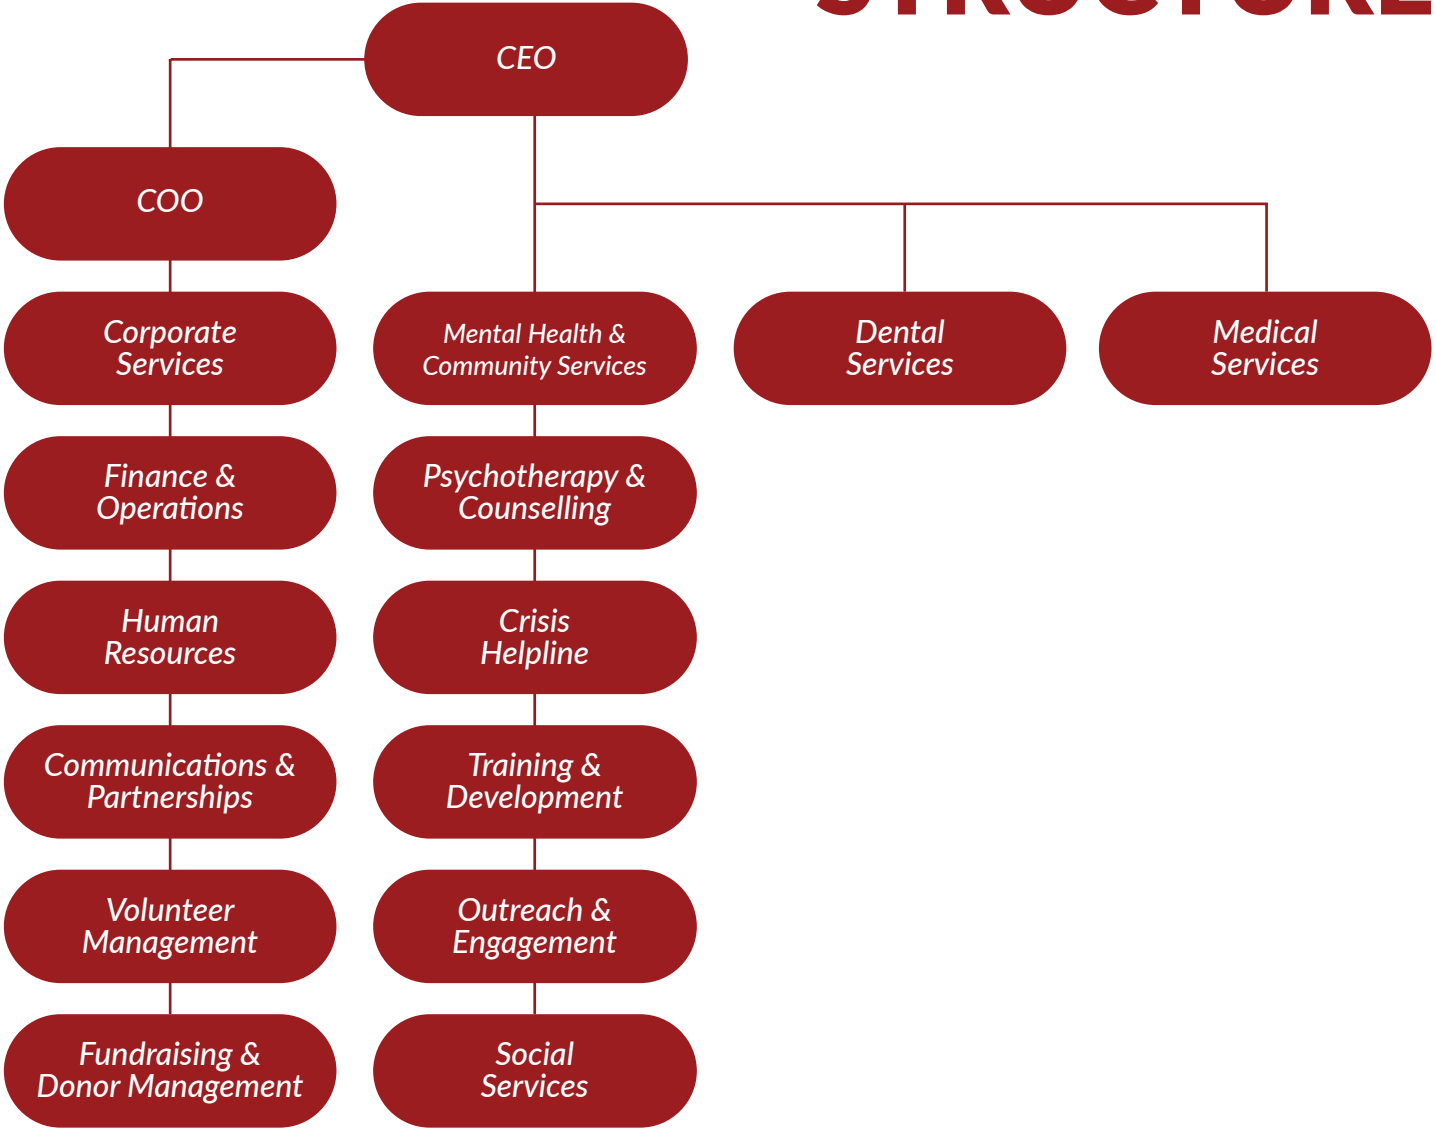 STRUCTURE
CEO
COO
Corporate
Services
Mental Health &
Community Services
Dental
Services
Medical
Services
Finance &
Operations
Psychotherapy &
Counselling
Human
Resources
Crisis
Helpline
Communications &
Partnerships
Training &
Development
Volunteer
Management
Outreach &
Engagement
Fundraising &
Donor Management
Social
Services